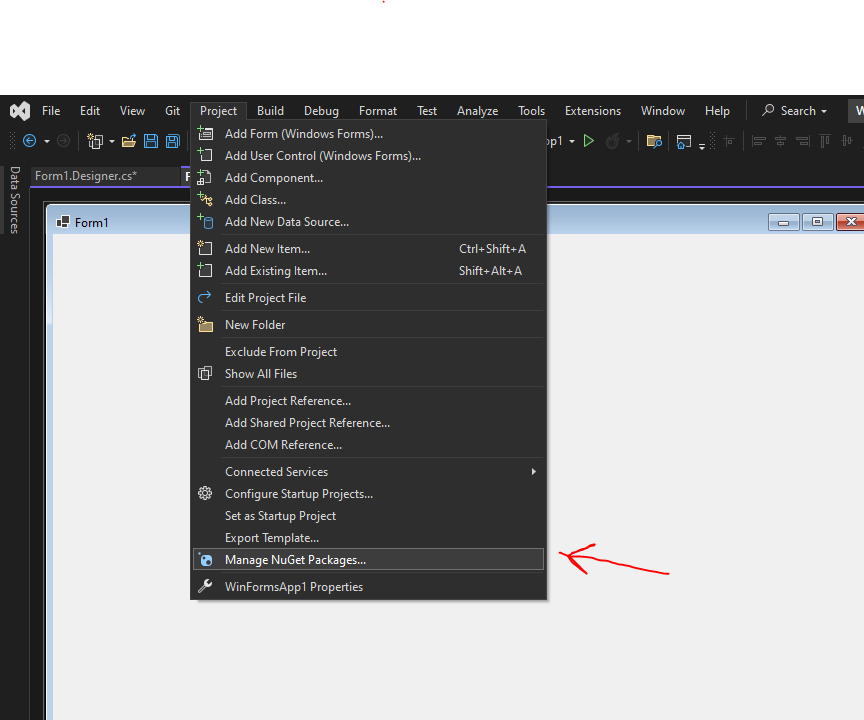 File Edit View Git Project Build Debug Format Test Analyze Tools Extensions Window Help Search
Add Form (Windows Forms)...
Add User Control (Windows Forms)...
Add Component...
Add Class...
Add New Data Source...
Add New Item... Ctrl+Shift+A
Add Existing Item... Shift+Alt+A
Edit Project File
New Folder
Exclude From Project
Show All Files
Add Project Reference...
Add Shared Project Reference...
Add COM Reference...
Connected Services
Configure Startup Projects...
Set as Startup Project
Export Template...
Manage NuGet Packages...
WinFormsApp1 Properties
Data Sources
Form1.Designer.cs*
Form1